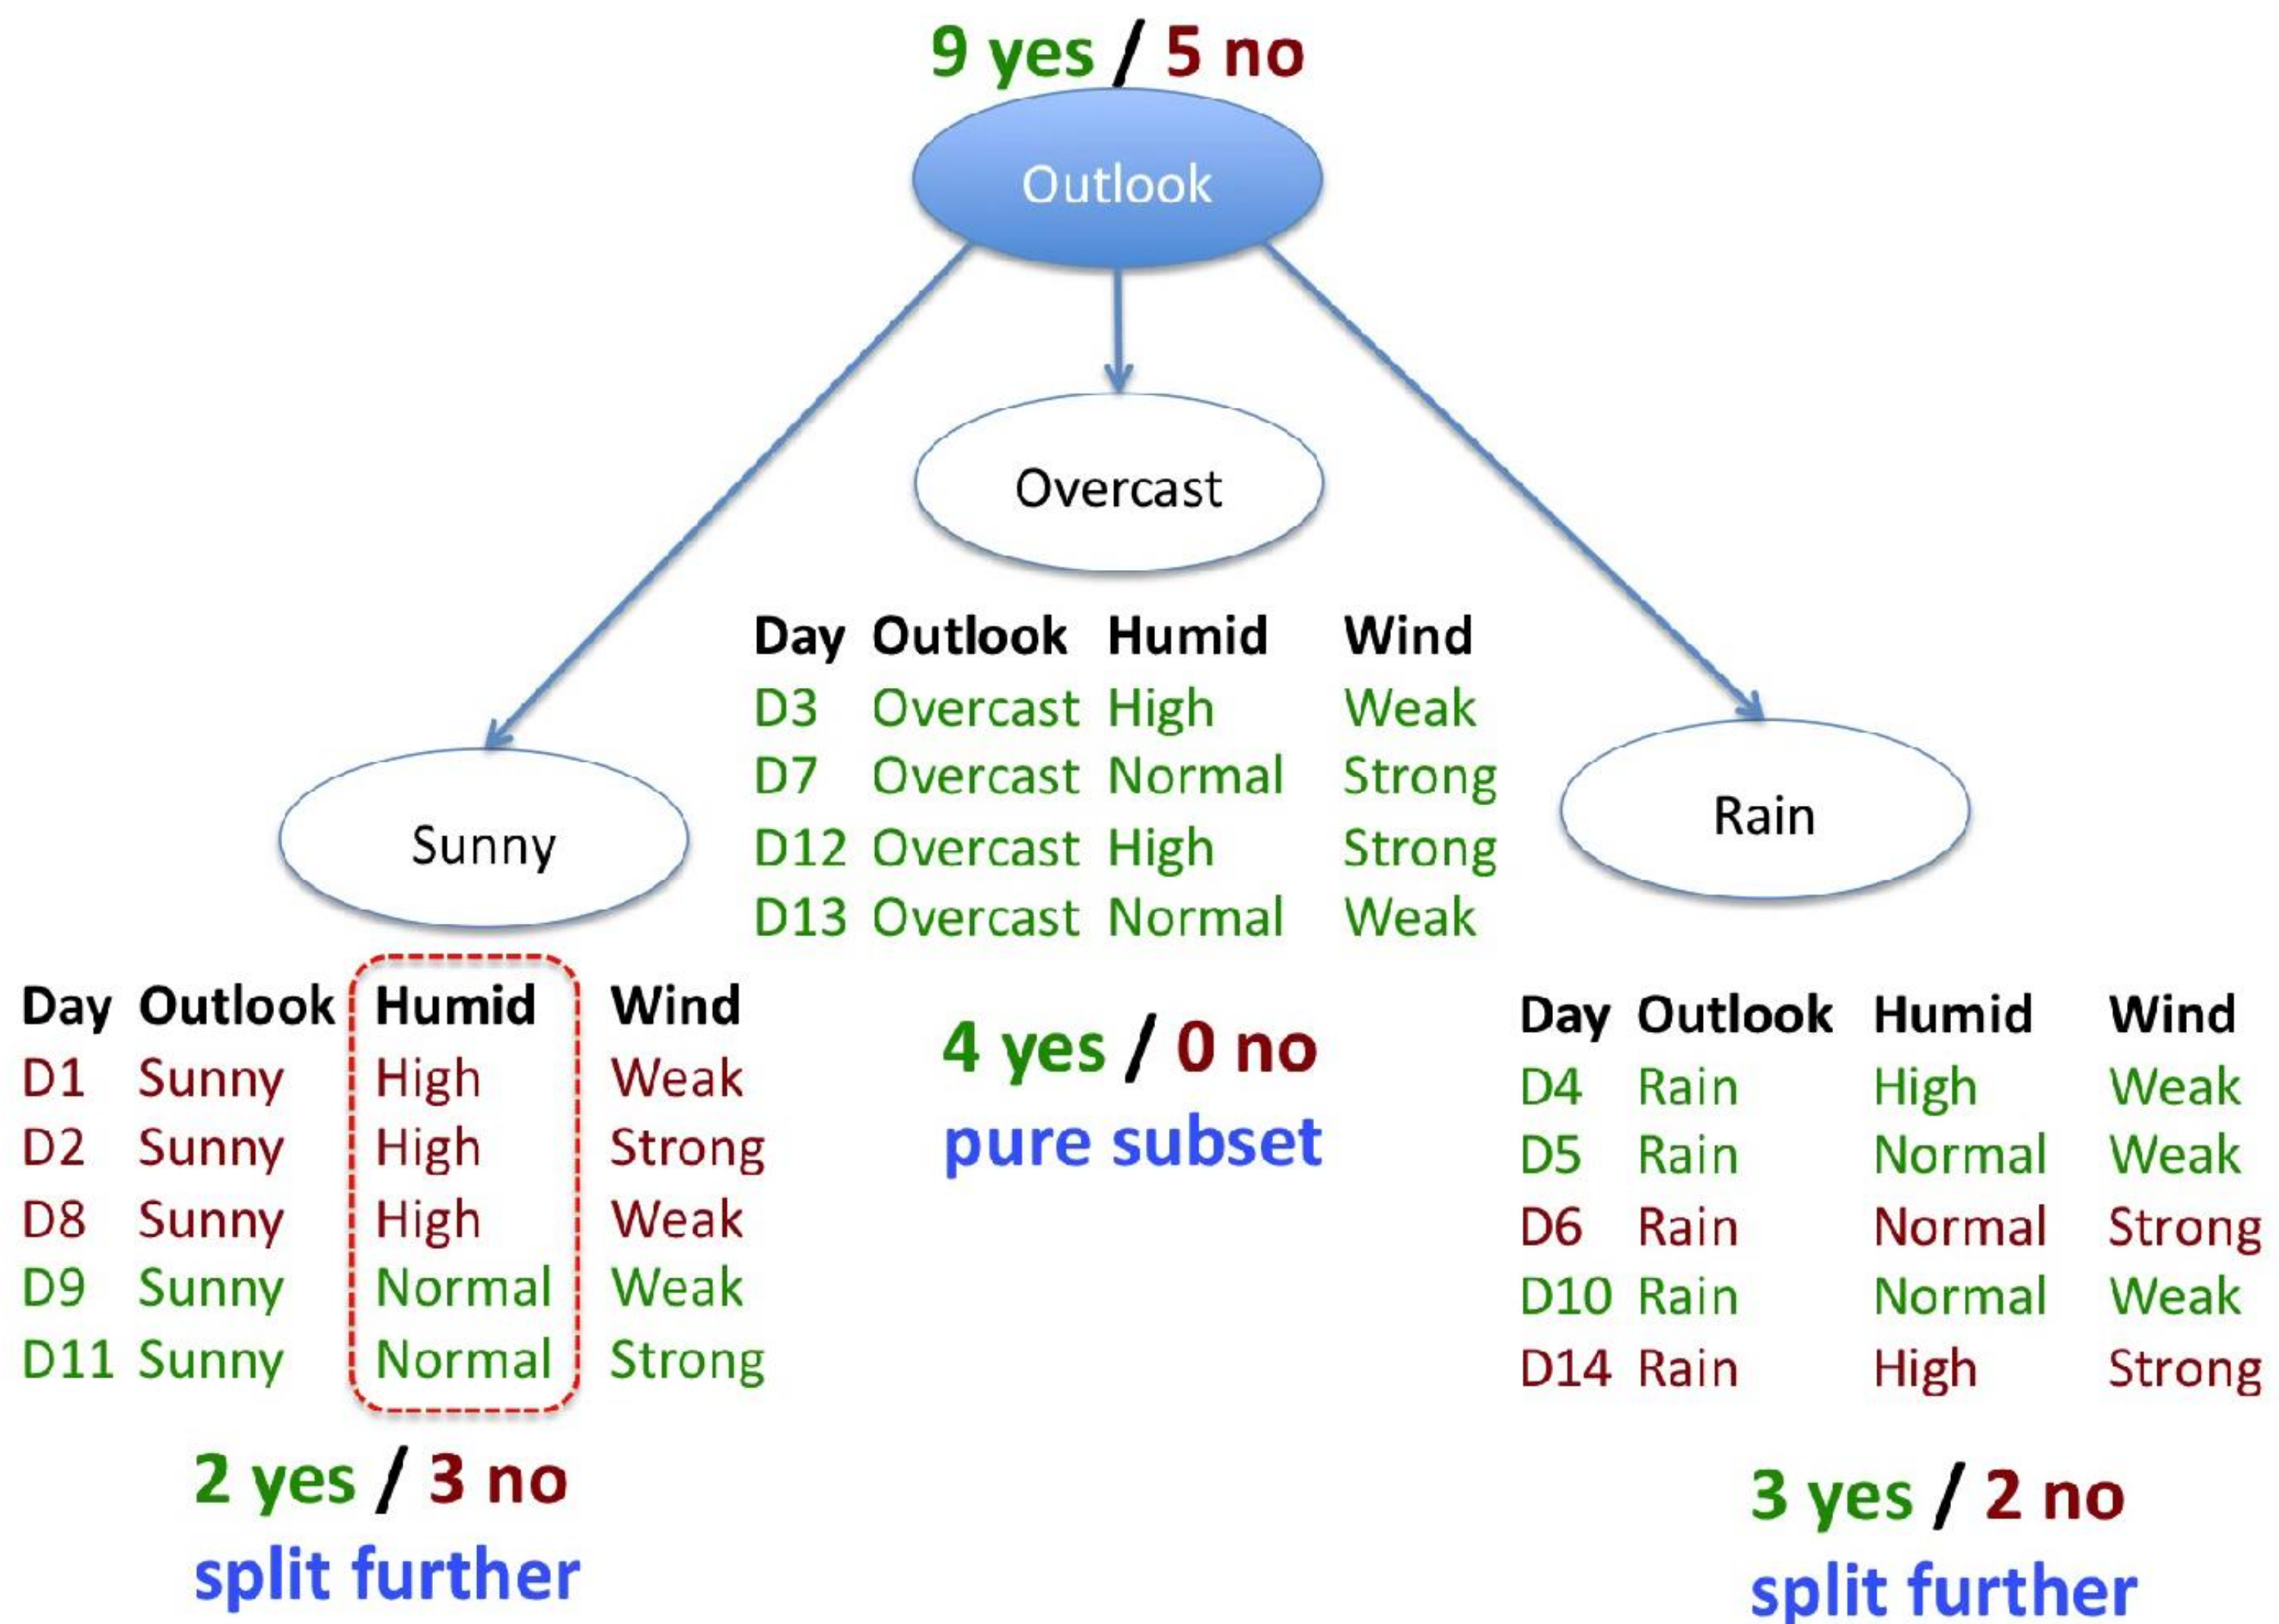 9 yes / 5 no
Outlook
Overcast
Day Outlook Humid Wind
D3 Overcast High Weak
D7 Overcast Normal Strong
D12 Overcast High Strong
D13 Overcast Normal Weak
4 yes / 0 no
pure subset
Sunny
Day Outlook Humid Wind
D1 Sunny High Weak
D2 Sunny High Strong
D8 Sunny High Weak
D9 Sunny Normal Weak
D11 Sunny Normal Strong
2 yes / 3 no
split further
Rain
Day Outlook Humid Wind
D4 Rain High Weak
D5 Rain Normal Weak
D6 Rain Normal Strong
D10 Rain Normal Weak
D14 Rain High Strong
3 yes / 2 no
split further